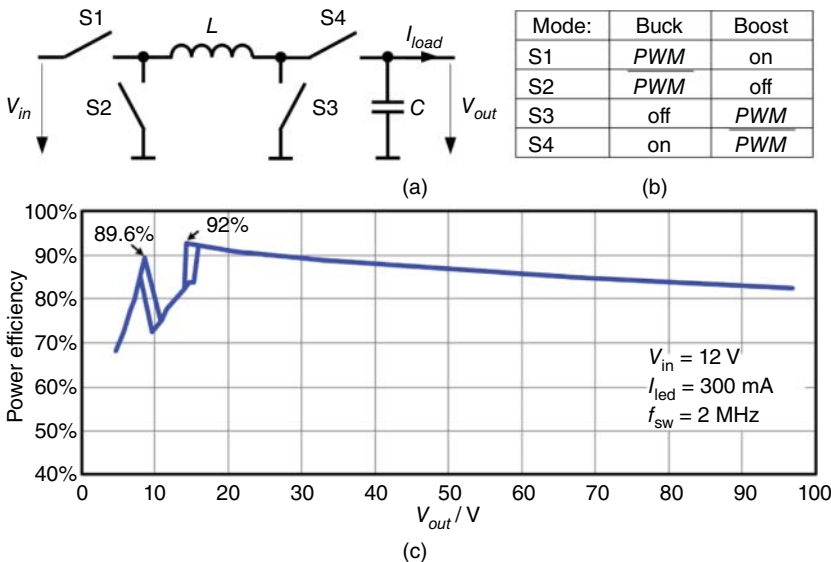 S1 L S4 I_load
V_in S2 S3 C V_out
(a)
Mode: Buck Boost
S1 PWM on
S2 P̅W̅M̅ off
S3 off PWM
S4 on P̅W̅M̅
(b)
100%
90%
80%
70%
60%
50%
40%
Power efficiency
89.6%
92%
V_in = 12 V
I_led = 300 mA
f_sw = 2 MHz
0 10 20 30 40 50 60 70 80 90 100
V_out / V
(c)